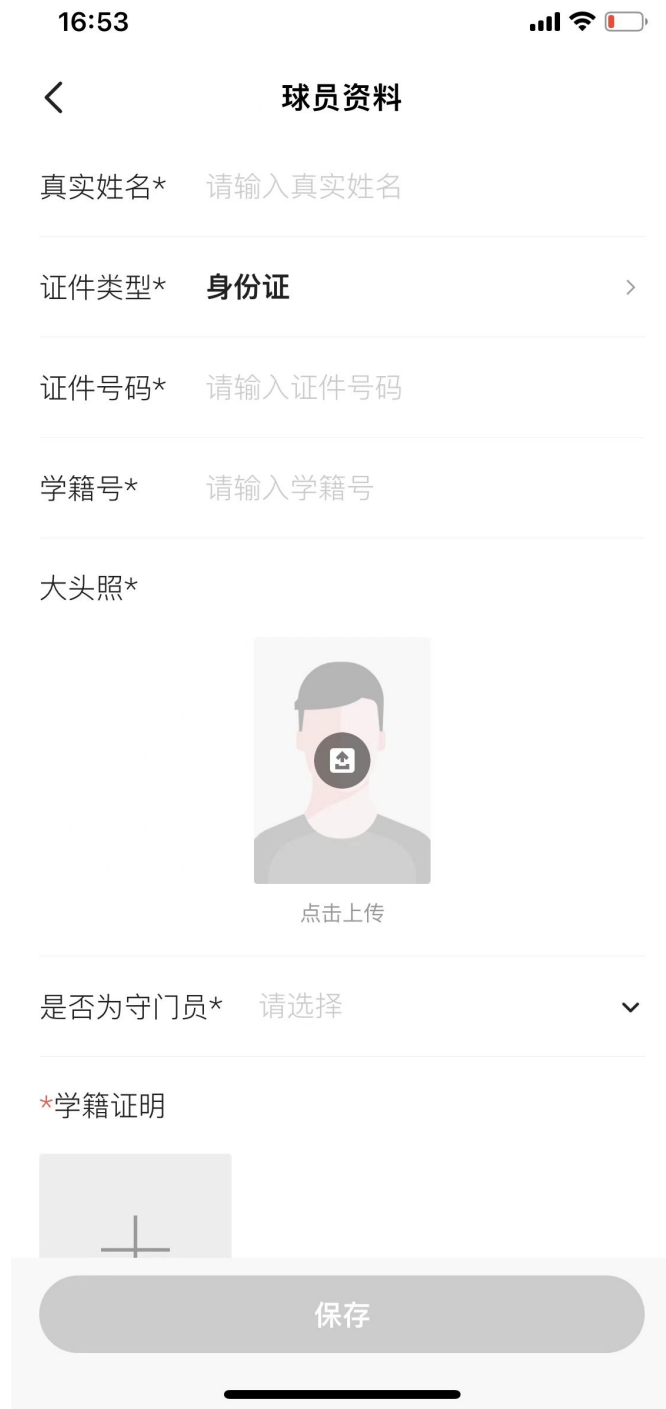 16:53
球员资料
真实姓名* 请输入真实姓名
证件类型* 身份证
证件号码* 请输入证件号码
学籍号* 请输入学籍号
大头照*
点击上传
是否为守门员* 请选择
*学籍证明
保存